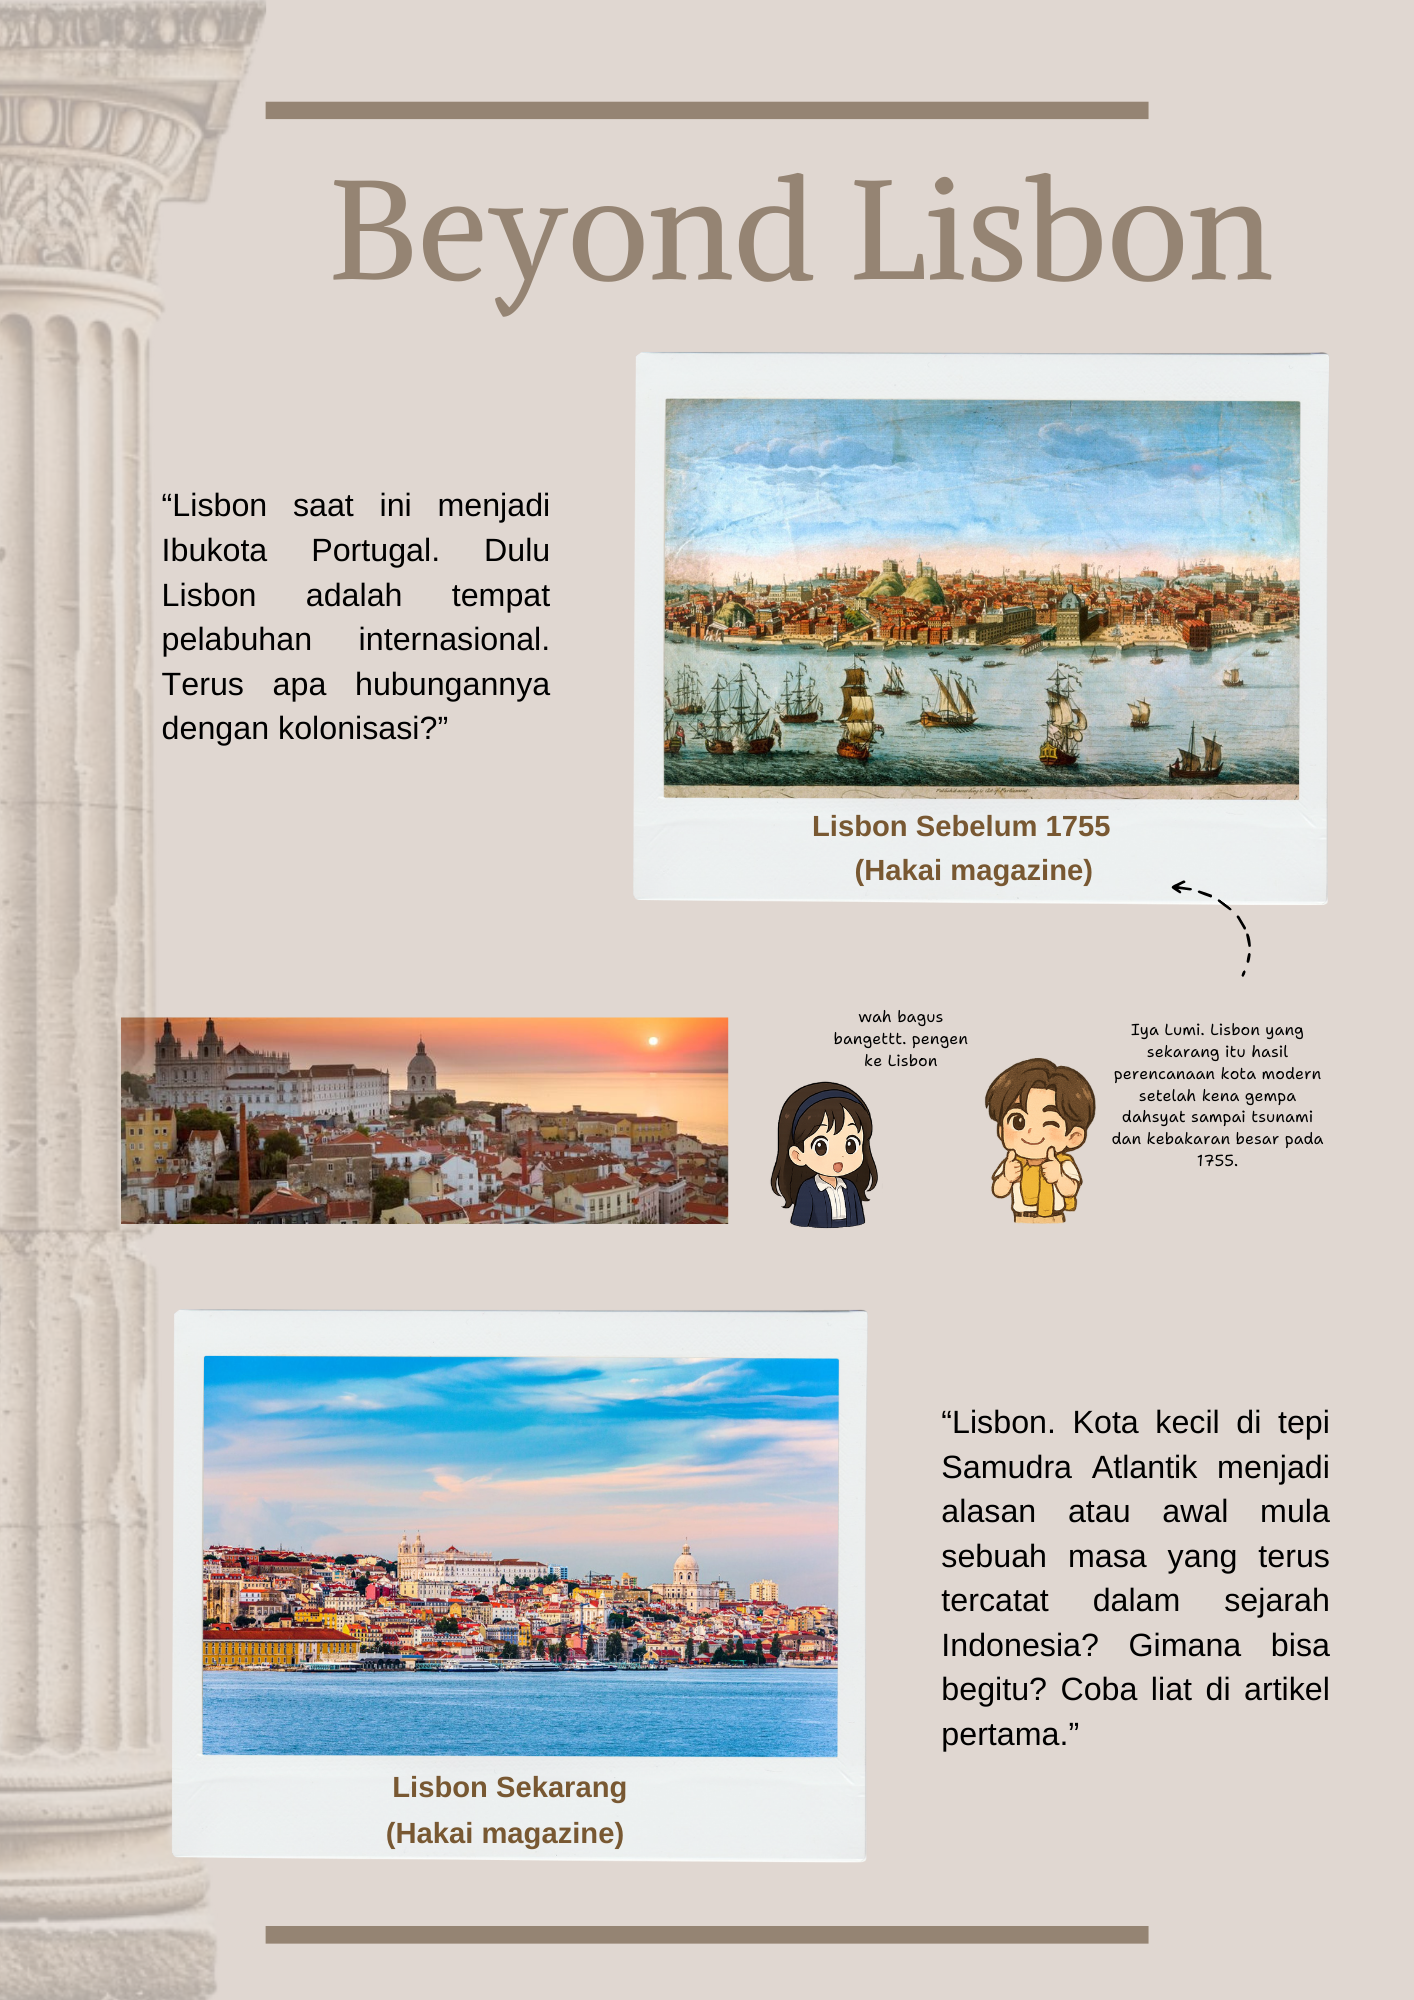 Beyond Lisbon
“Lisbon saat ini menjadi
Ibukota Portugal. Dulu
Lisbon adalah tempat
pelabuhan internasional.
Terus apa hubungannya
dengan kolonisasi?”
Lisbon Sebelum 1755
(Hakai magazine)
wah bagus
bangettt. pengen
ke Lisbon
Iya Lumi. Lisbon yang
sekarang itu hasil
perencanaan kota modern
setelah kena gempa
dahsyat sampai tsunami
dan kebakaran besar pada
1755.
“Lisbon. Kota kecil di tepi
Samudra Atlantik menjadi
alasan atau awal mula
sebuah masa yang terus
tercatat dalam sejarah
Indonesia? Gimana bisa
begitu? Coba liat di artikel
pertama.”
Lisbon Sekarang
(Hakai magazine)